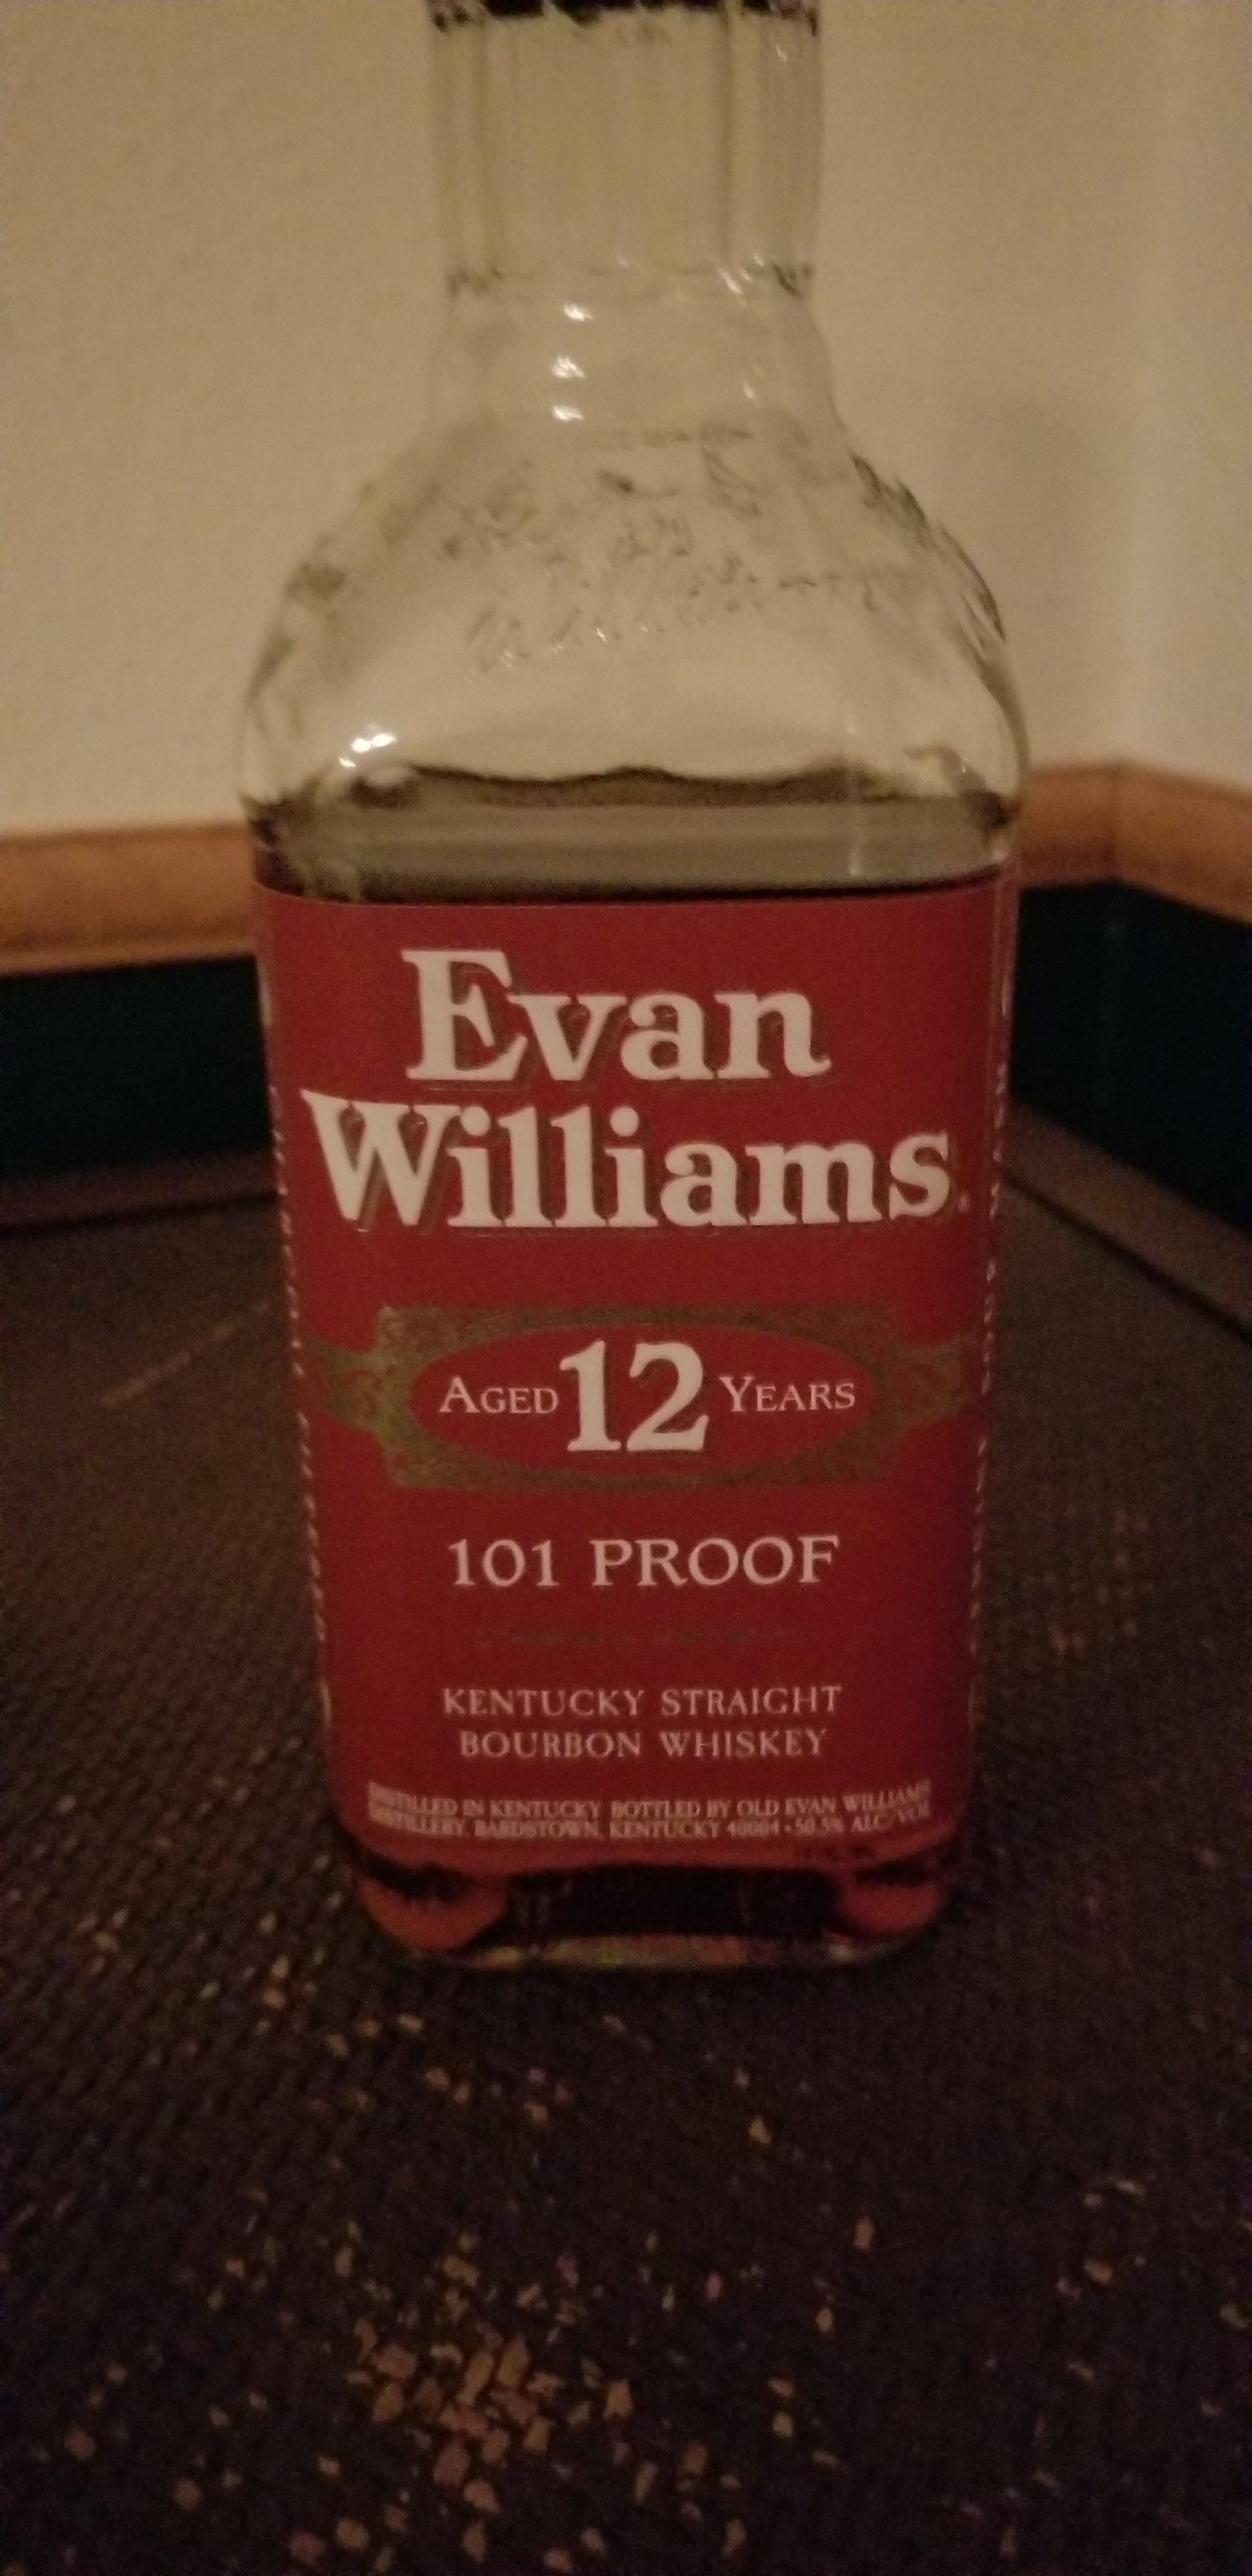 Evan
Williams
AGED 12 YEARS
101 PROOF
KENTUCKY STRAIGHT
BOURBON WHISKEY
DISTILLED IN KENTUCKY BOTTLED BY OLD EVAN WILLIAMS
DISTILLERY, BARDSTOWN, KENTUCKY 40004 • 50.5% ALC/VOL